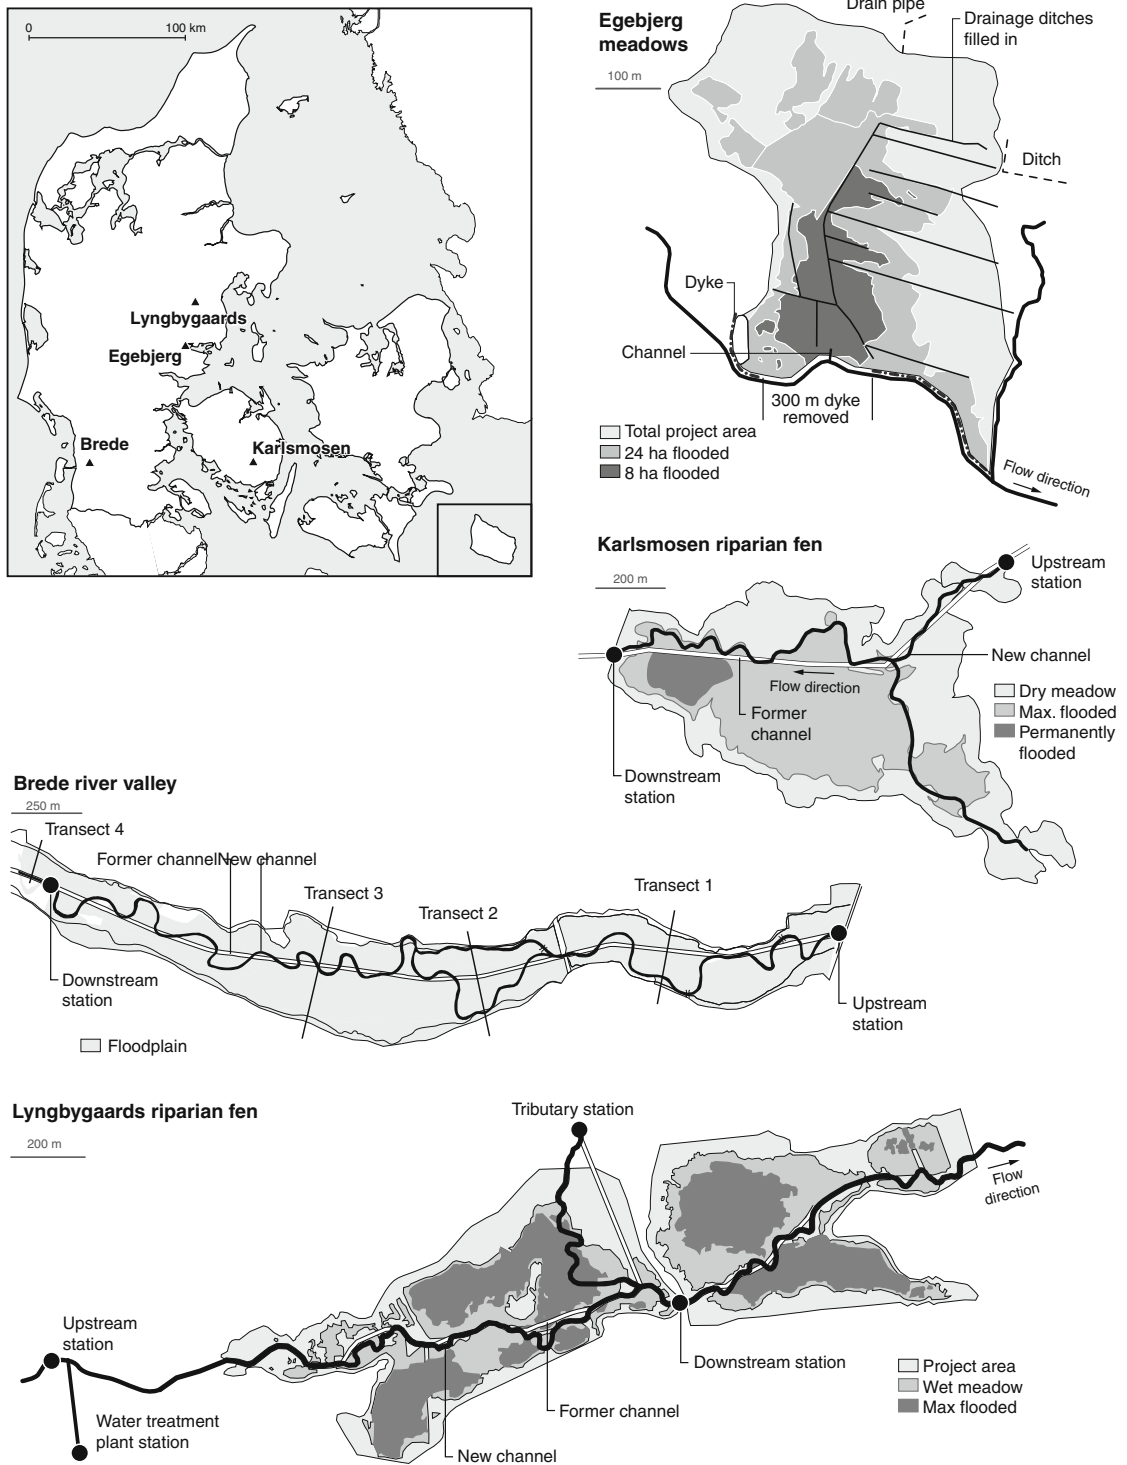 0
100 km
Lyngbygaards
Egebjerg
Brede
Karlsmosen
Egebjerg
meadows
100 m
Drain pipe
Drainage ditches
filled in
Ditch
Dyke
Channel
300 m dyke
removed
Total project area
24 ha flooded
8 ha flooded
Flow direction
Karlsmosen riparian fen
200 m
Upstream
station
New channel
Flow direction
Former
channel
Dry meadow
Max. flooded
Permanently
flooded
Downstream
station
Brede river valley
250 m
Transect 4
Former channel
New channel
Transect 3
Transect 2
Transect 1
Downstream
station
Upstream
station
Floodplain
Lyngbygaards riparian fen
200 m
Tributary station
Flow
direction
Upstream
station
Water treatment
plant station
Downstream station
Former channel
New channel
Project area
Wet meadow
Max flooded